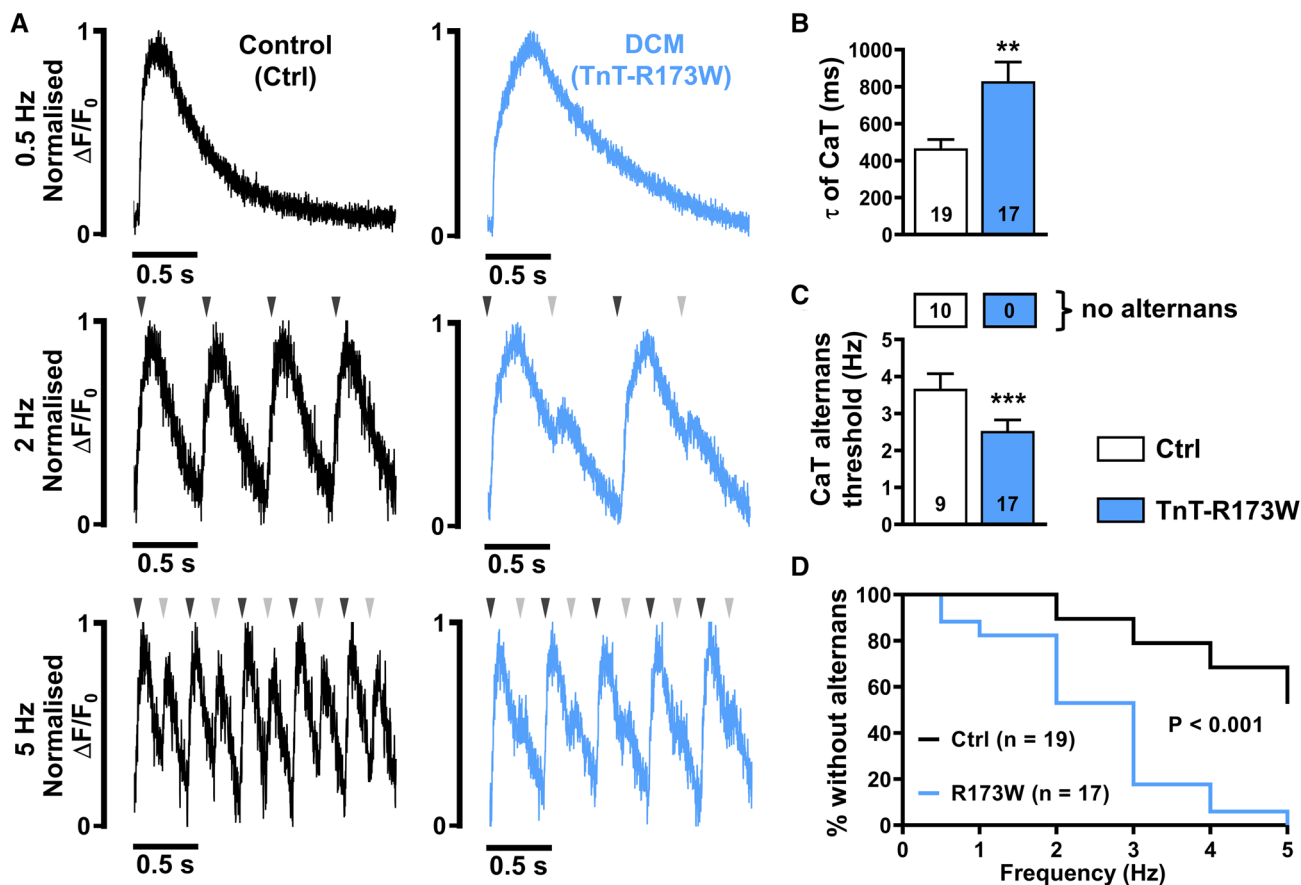 A
Control
(Ctrl)
DCM
(TnT-R173W)
0.5 Hz
Normalised
ΔF/F0
1
0
0.5 s
1
0
0.5 s
2 Hz
Normalised
ΔF/F0
1
0
0.5 s
1
0
0.5 s
5 Hz
Normalised
ΔF/F0
1
0
0.5 s
1
0
0.5 s
B
τ of CaT (ms)
1000
800
600
400
200
0
**
19
17
C
10
0
no alternans
CaT alternans
threshold (Hz)
5
4
3
2
1
0
***
9
17
Ctrl
TnT-R173W
D
% without alternans
100
80
60
40
20
0
P < 0.001
Ctrl (n = 19)
R173W (n = 17)
0 1 2 3 4 5
Frequency (Hz)